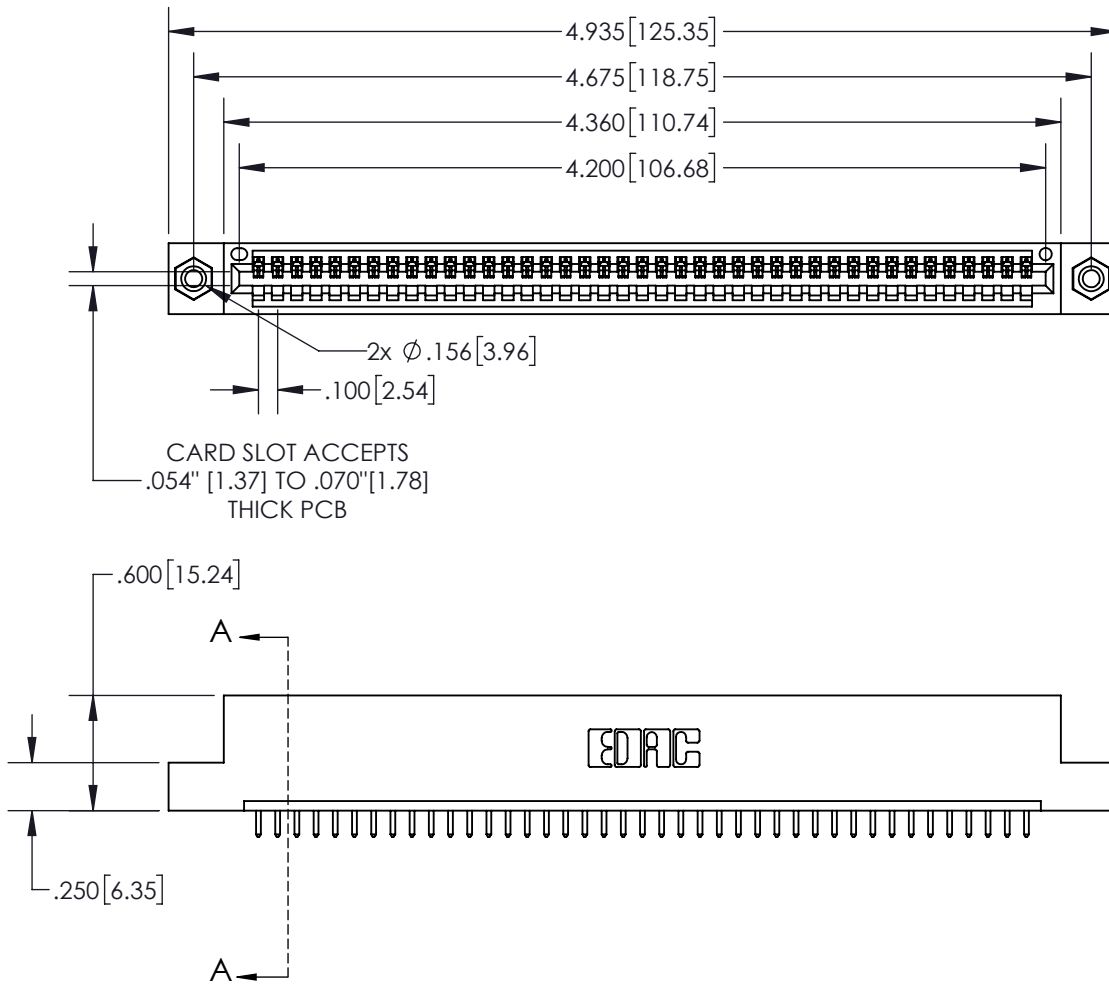 4.935[125.35]
4.675[118.75]
4.360[110.74]
4.200[106.68]
2x Ø.156[3.96]
.100[2.54]
CARD SLOT ACCEPTS
.054" [1.37] TO .070"[1.78]
THICK PCB
.600[15.24]
A
EDAC
.250[6.35]
A